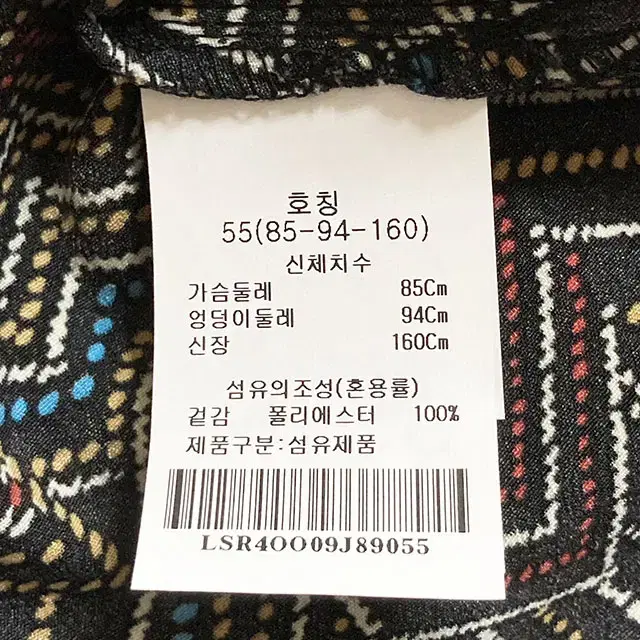 호칭
55(85-94-160)
신체치수
가슴둘레 85Cm
엉덩이둘레 94Cm
신장 160Cm
섬유의조성(혼용률)
겉감 폴리에스터 100%
제품구분:섬유제품
LSR4OO09J89055